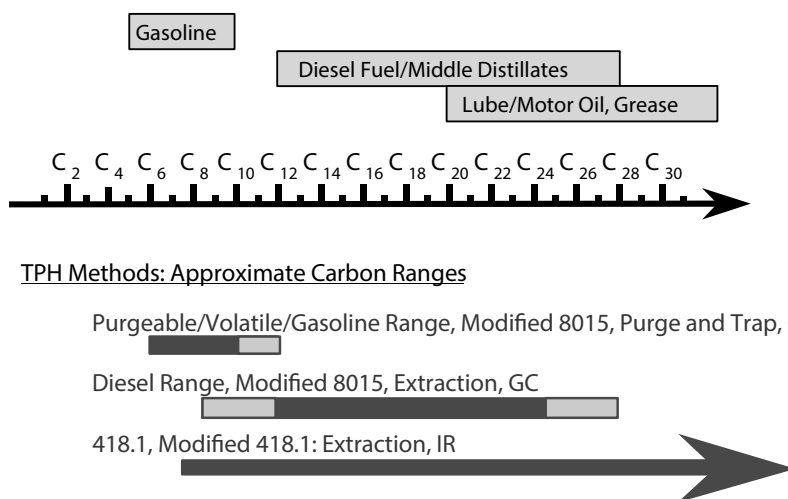 Gasoline
Diesel Fuel/Middle Distillates
Lube/Motor Oil, Grease
C2 C4 C6 C8 C10 C12 C14 C16 C18 C20 C22 C24 C26 C28 C30
TPH Methods: Approximate Carbon Ranges
Purgeable/Volatile/Gasoline Range, Modified 8015, Purge and Trap,
Diesel Range, Modified 8015, Extraction, GC
418.1, Modified 418.1: Extraction, IR